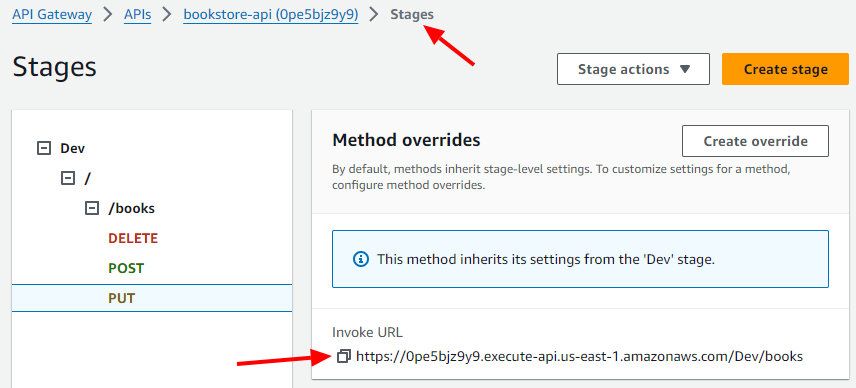 API Gateway > APIs > bookstore-api (0pe5bjz9y9) > Stages
Stages
Stage actions
Create stage
Dev
/
/books
DELETE
POST
PUT
Method overrides
Create override
By default, methods inherit stage-level settings. To customize settings for a method,
configure method overrides.
This method inherits its settings from the 'Dev' stage.
Invoke URL
https://0pe5bjz9y9.execute-api.us-east-1.amazonaws.com/Dev/books